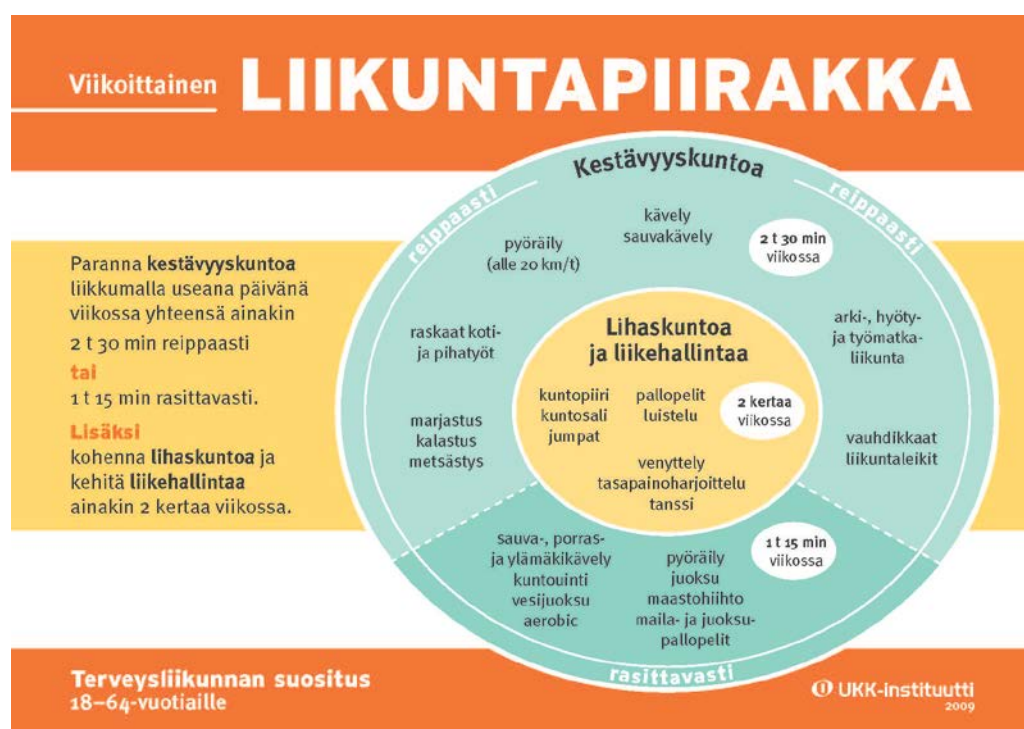 Viikoittainen LIIKUNTAPIIRAKKA
Paranna kestävyyskuntoa
liikkumalla useana päivänä
viikossa yhteensä ainakin
2 t 30 min reippaasti
tai
1 t 15 min rasittavasti.
Lisäksi
kohenna lihaskuntoa ja
kehitä liikehallintaa
ainakin 2 kertaa viikossa.
Kestävyyskuntoa
reippaasti
reippaasti
kävely
sauvakävely
2 t 30 min
viikossa
pyöräily
(alle 20 km/t)
raskaat koti-
ja pihatyöt
marjastus
kalastus
metsästys
arki-, hyöty-
ja työmatka-
liikunta
vauhdikkaat
liikuntaleikit
Lihaskuntoa
ja liikehallintaa
kuntopiiri
kuntosali
jumpat
pallopelit
luistelu
2 kertaa
viikossa
venyttely
tasapainoharjoittelu
tanssi
sauva-, porras-
ja ylämäkikävely
kuntouinti
vesijuoksu
aerobic
pyöräily
juoksu
maastohiihto
maila- ja juoksu-
pallopelit
1 t 15 min
viikossa
rasittavasti
Terveysliikunnan suositus
18–64-vuotiaille
UKK-instituutti
2009